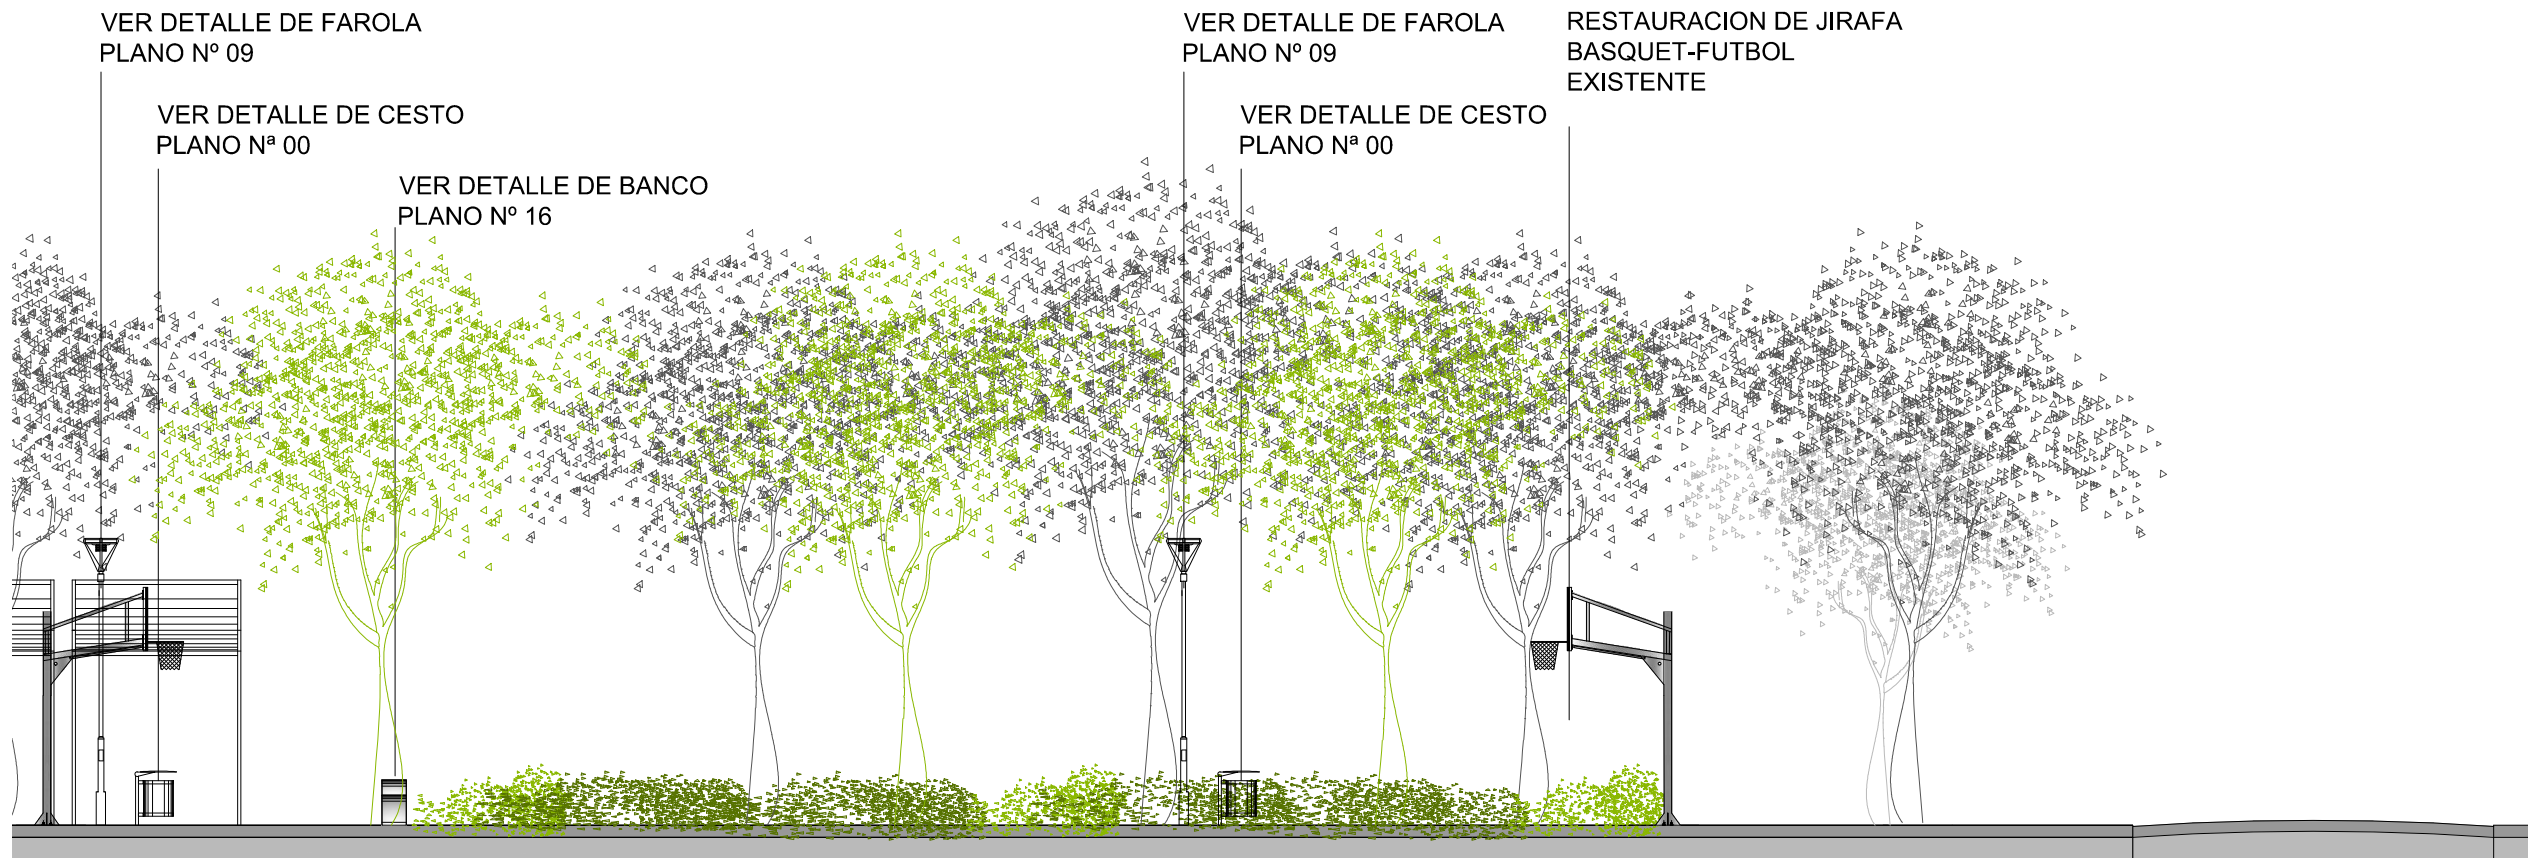 VER DETALLE DE FAROLA
PLANO Nº 09
VER DETALLE DE CESTO
PLANO Nª 00
VER DETALLE DE BANCO
PLANO Nº 16
VER DETALLE DE FAROLA
PLANO Nº 09
VER DETALLE DE CESTO
PLANO Nª 00
RESTAURACION DE JIRAFA
BASQUET-FUTBOL
EXISTENTE